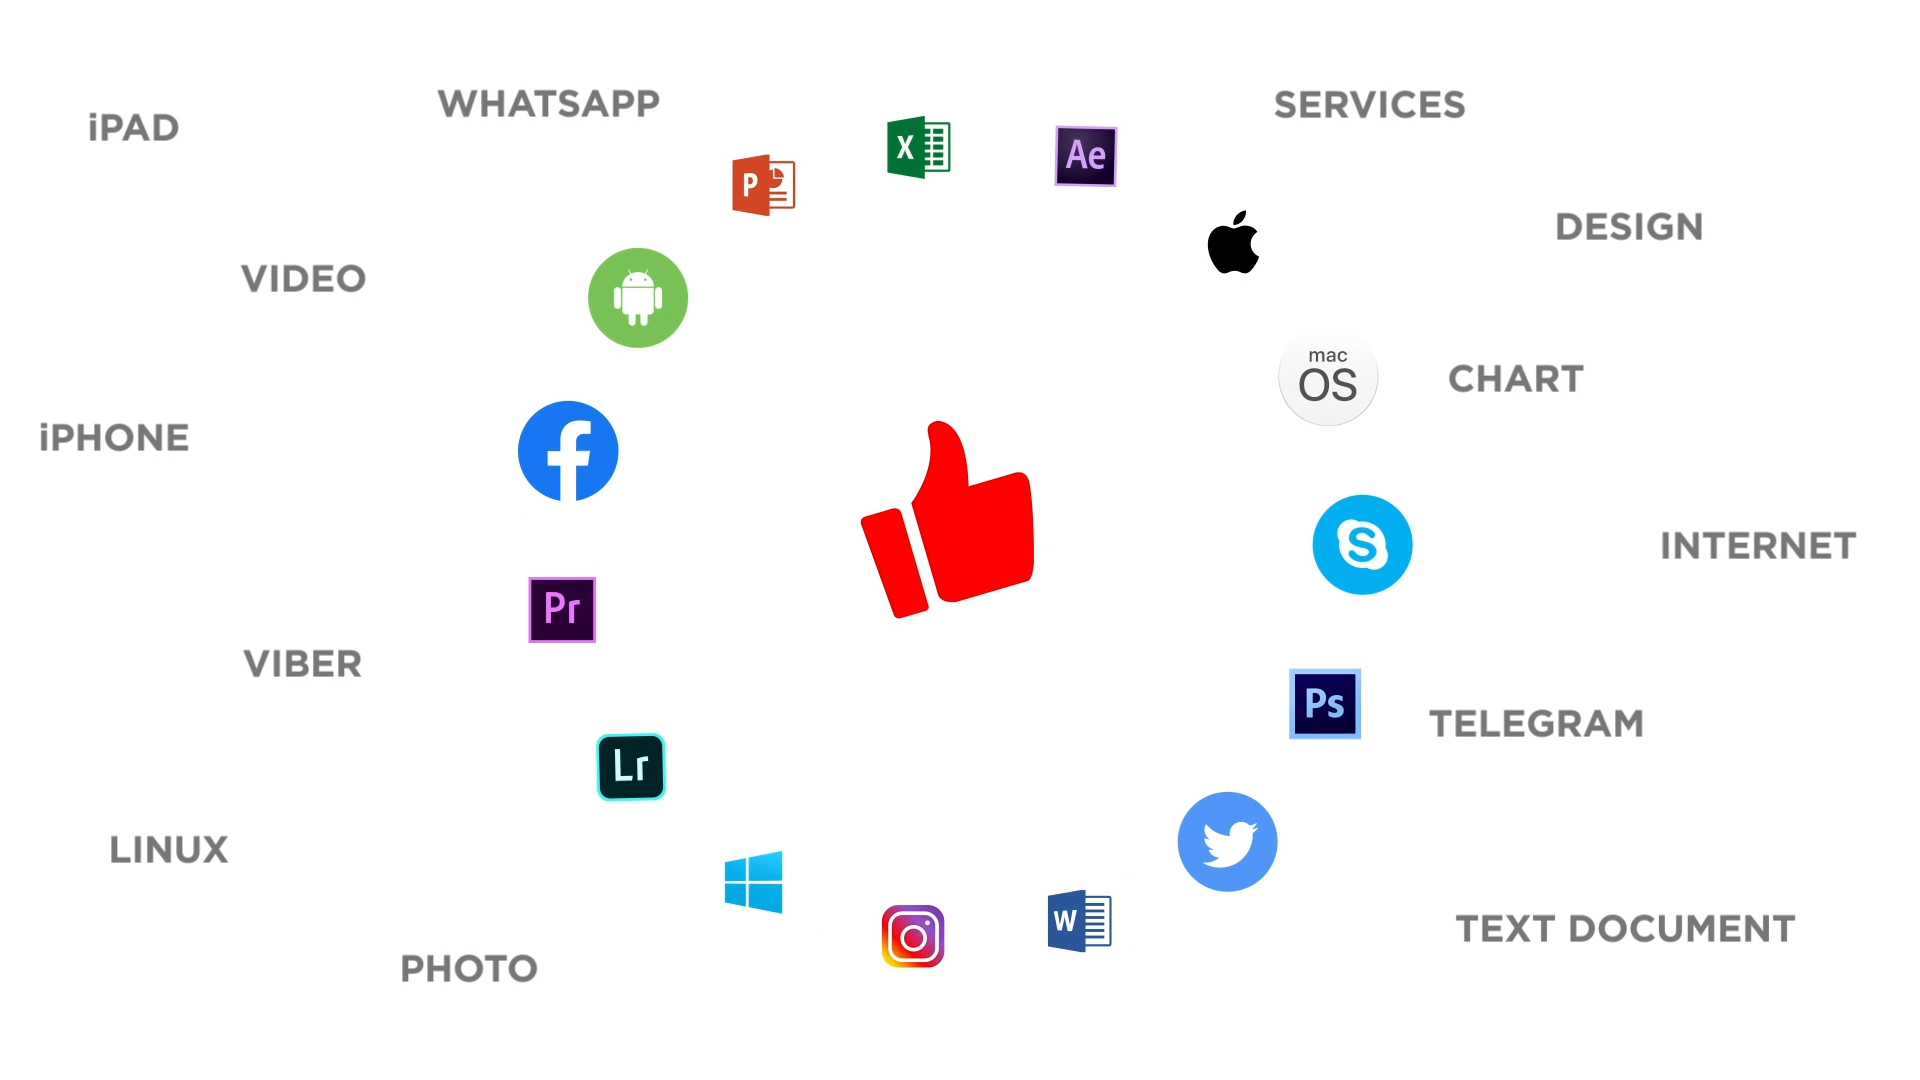 WHATSAPP
SERVICES
iPAD
X
Ae
P
DESIGN
VIDEO
mac
OS
CHART
iPHONE
f
S
INTERNET
Pr
VIBER
Ps
TELEGRAM
Lr
LINUX
W
TEXT DOCUMENT
PHOTO